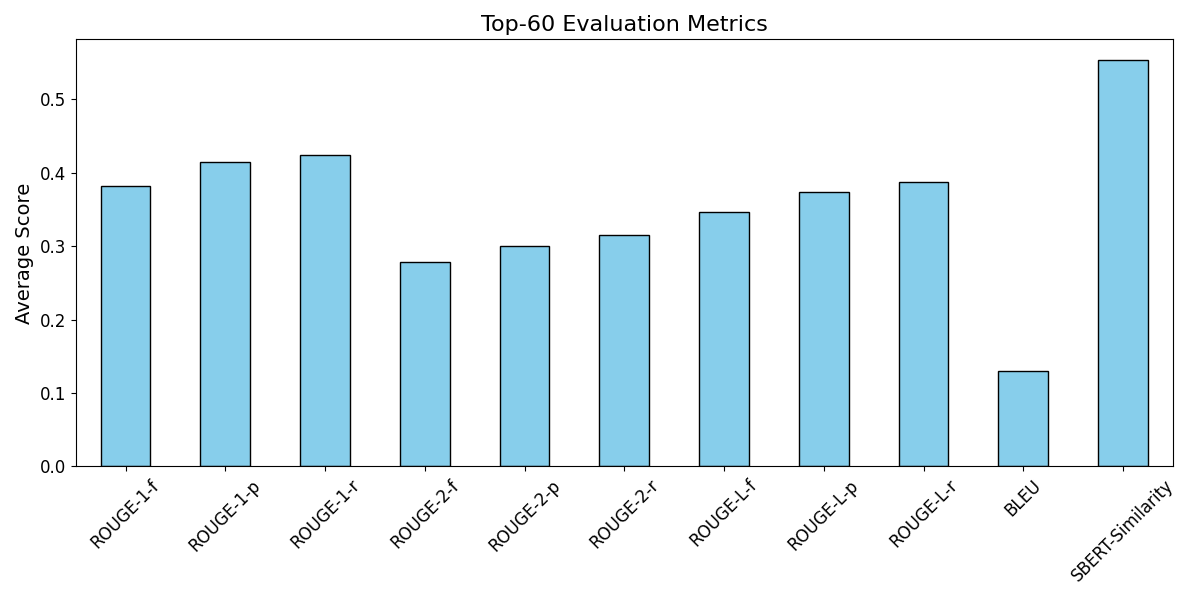 Top-60 Evaluation Metrics
Average Score
0.5
0.4
0.3
0.2
0.1
0.0
ROUGE-1-f
ROUGE-1-p
ROUGE-1-r
ROUGE-2-f
ROUGE-2-p
ROUGE-2-r
ROUGE-L-f
ROUGE-L-p
ROUGE-L-r
BLEU
SBERT-Similarity